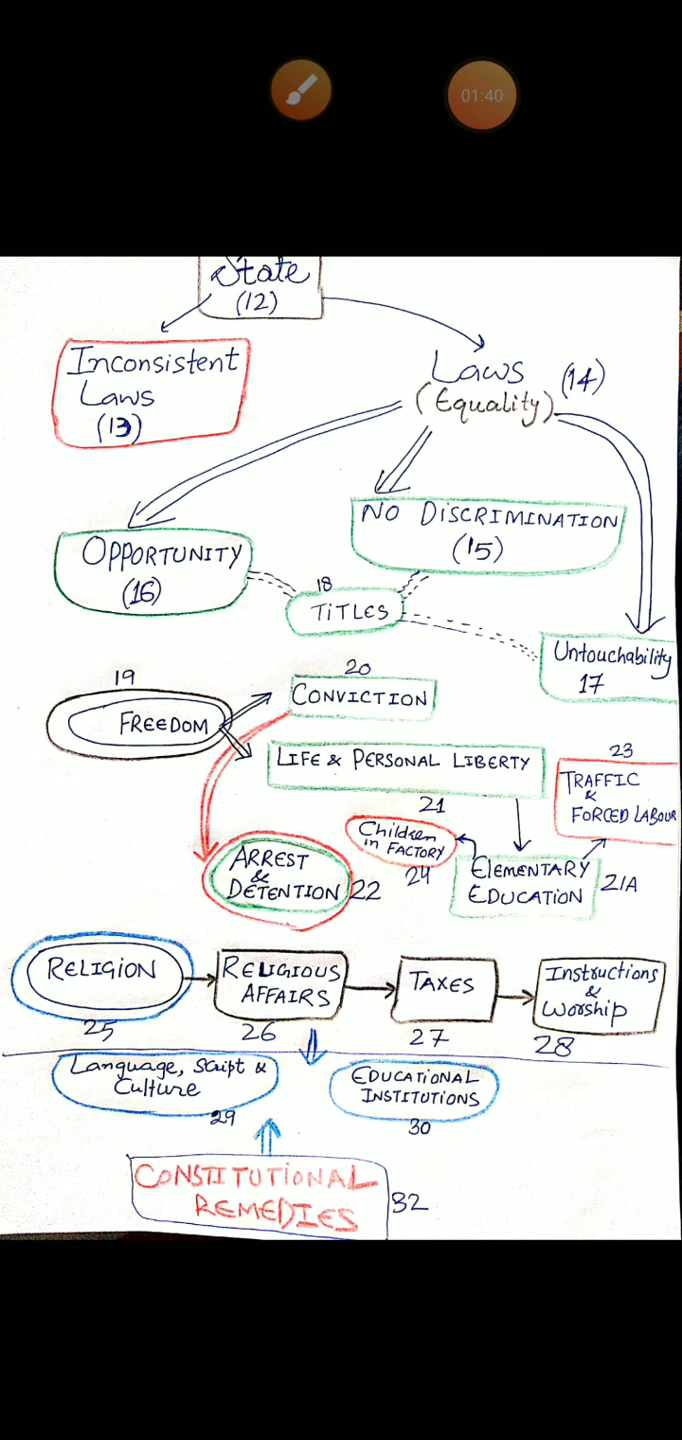 01:40
State
(12)
Inconsistent
Laws
(13)
Laws
(14)
(Equality)
OPPORTUNITY
(16)
NO DISCRIMINATION
(15)
18
TiTLES
Untouchability
17
19
FREEDOM
20
CONVICTION
LIFE & PERSONAL LIBERTY
21
23
TRAFFIC
&
FORCED LABOUR
Children
in FACTORY
24
ARREST
&
DETENTION
22
ELEMENTARY
EDUCATION
21A
RELIGION
25
RELIGIOUS
AFFAIRS
26
TAXES
27
Instructions
&
Worship
28
Language, Script &
Culture
29
EDUCATIONAL
INSTITUTIONS
30
CONSTITUTIONAL
REMEDIES
32